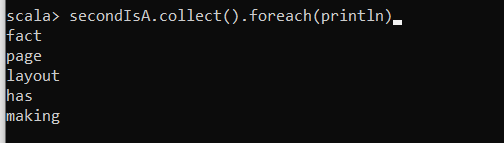 scala> secondIsA.collect().foreach(println)
fact
page
layout
has
making